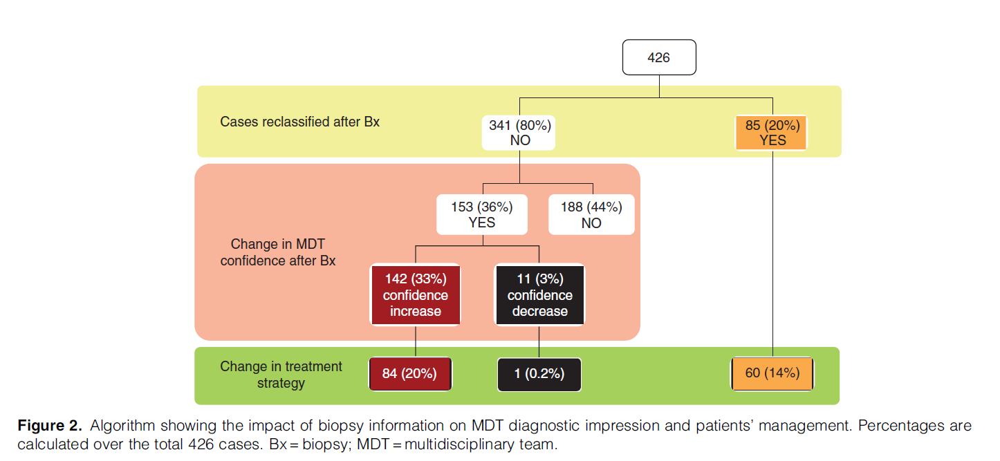 426
Cases reclassified after Bx
341 (80%)
NO
85 (20%)
YES
153 (36%)
YES
188 (44%)
NO
Change in MDT
confidence after Bx
142 (33%)
confidence
increase
11 (3%)
confidence
decrease
Change in treatment
strategy
84 (20%)
1 (0.2%)
60 (14%)
Figure 2. Algorithm showing the impact of biopsy information on MDT diagnostic impression and patients’ management. Percentages are
calculated over the total 426 cases. Bx = biopsy; MDT = multidisciplinary team.